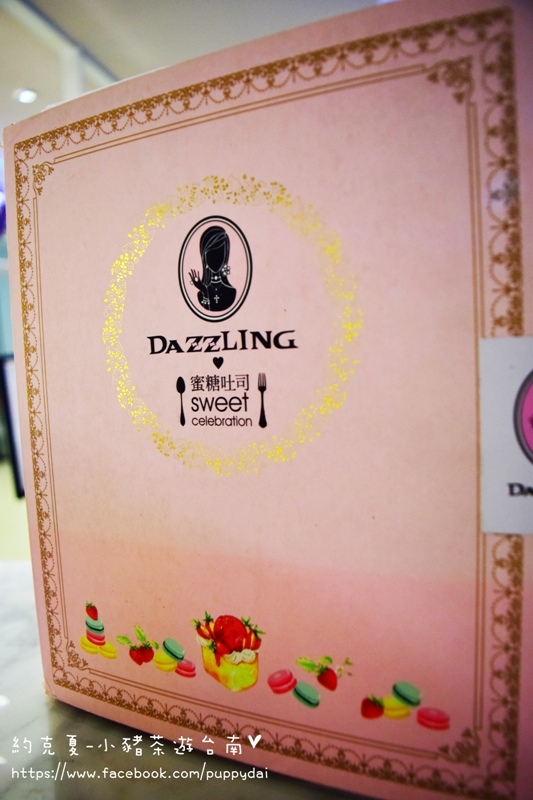 DAZZLING
蜜糖吐司
sweet
celebration
約克夏-小豬茶遊台南♥
https://www.facebook.com/puppydai